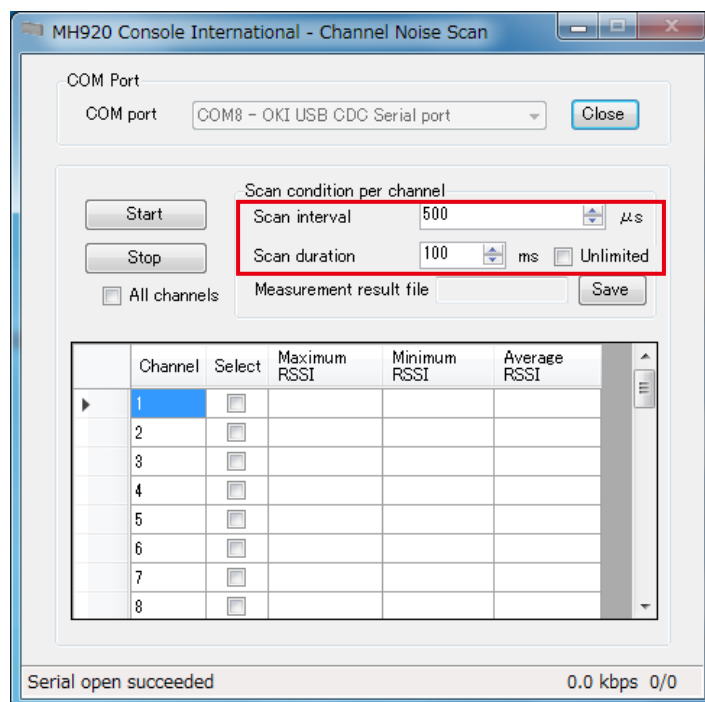 MH920 Console International - Channel Noise Scan
COM Port
COM port COM8 - OKI USB CDC Serial port Close
Scan condition per channel
Start Scan interval 500 μs
Stop Scan duration 100 ms Unlimited
All channels Measurement result file Save
Channel Select Maximum RSSI Minimum RSSI Average RSSI
1
2
3
4
5
6
7
8
Serial open succeeded 0.0 kbps 0/0